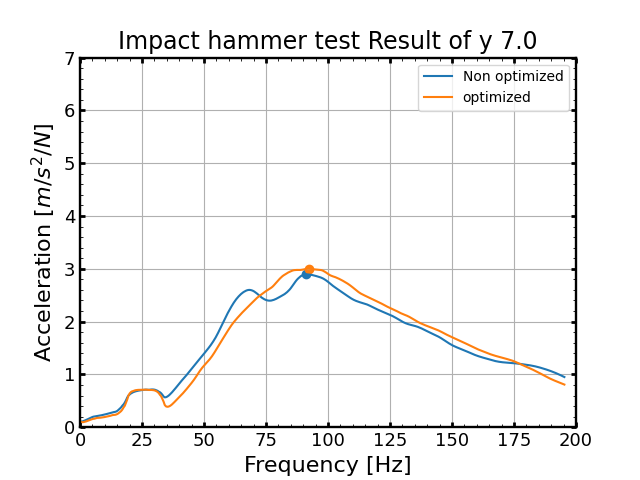 Impact hammer test Result of y 7.0
Non optimized
optimized
Acceleration [m/s²/N]
7
6
5
4
3
2
1
0
0 25 50 75 100 125 150 175 200
Frequency [Hz]